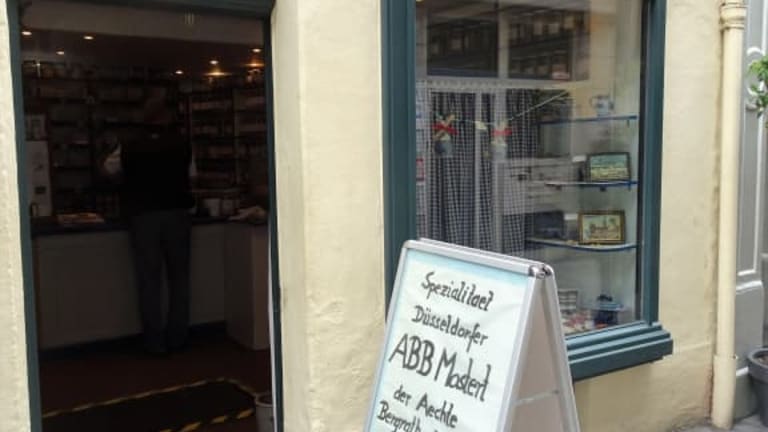 Spezialitaet
Düsseldorfer
ABB Mostert
der Aechte